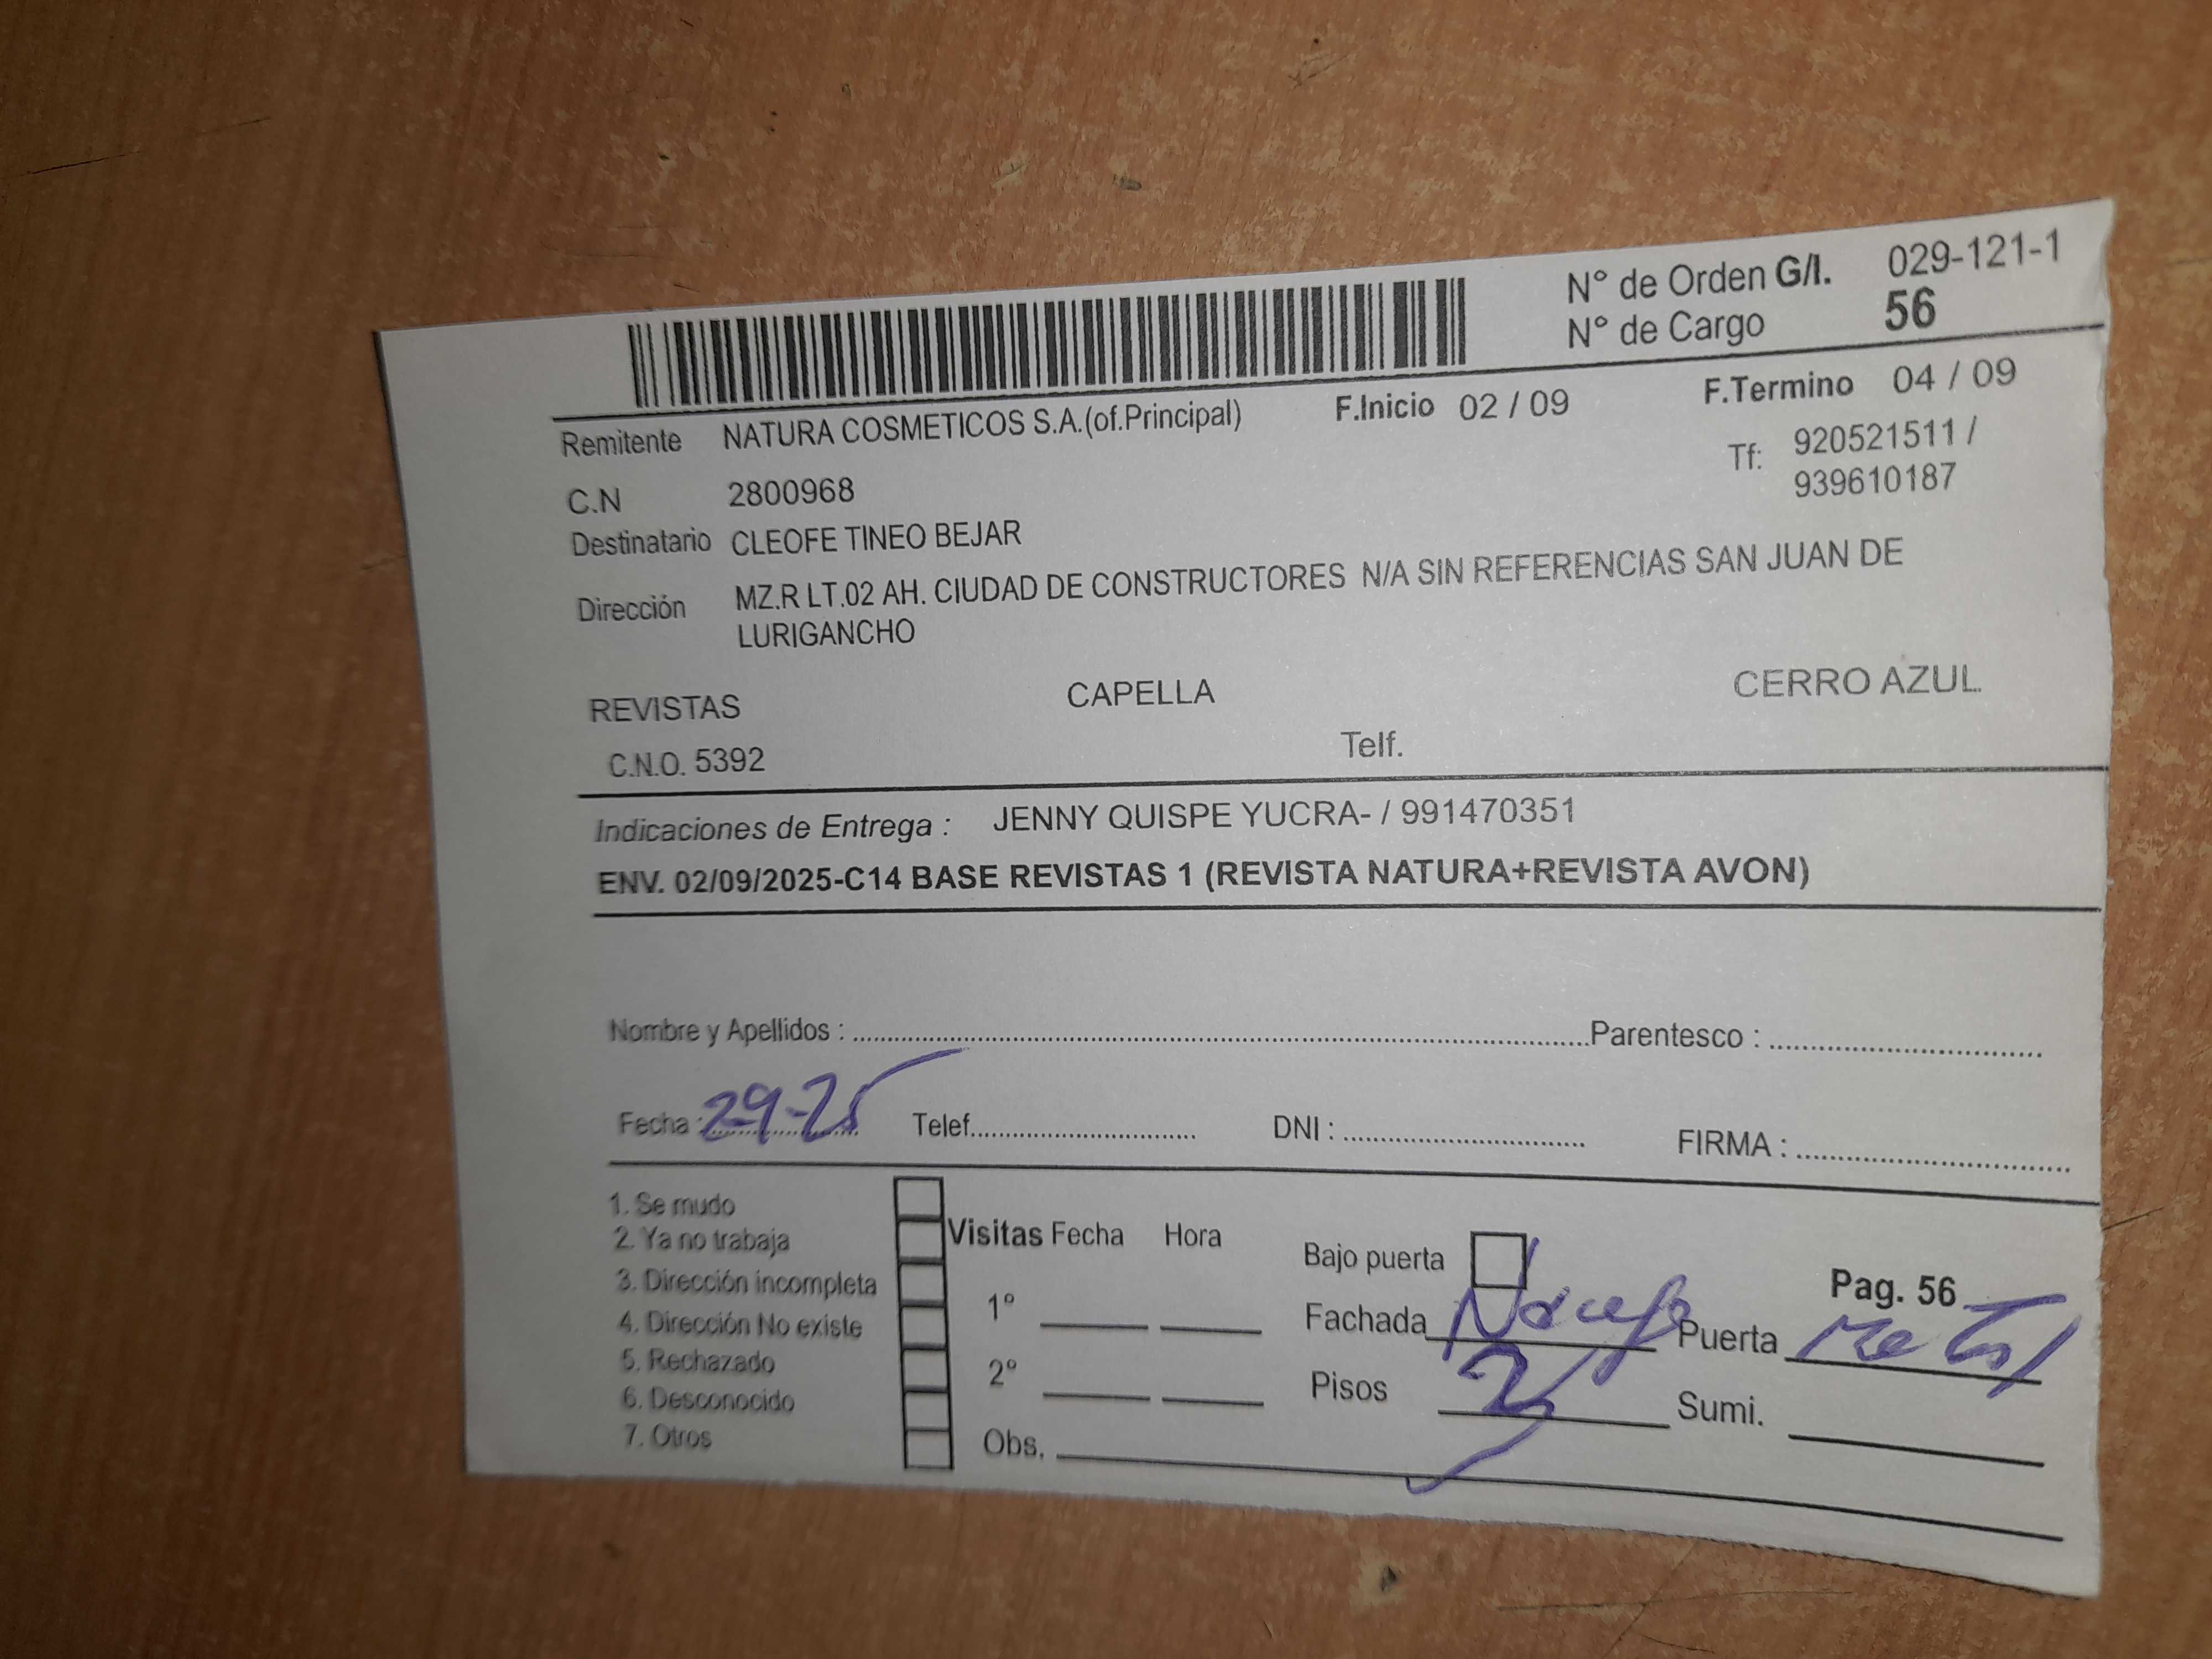 N° de Orden G/I. 029-121-1
N° de Cargo 56
Remitente NATURA COSMETICOS S.A.(of.Principal) F.Inicio 02 / 09 F.Termino 04 / 09
C.N 2800968 Tf: 920521511 /
939610187
Destinatario CLEOFE TINEO BEJAR
Dirección MZ.R LT.02 AH. CIUDAD DE CONSTRUCTORES N/A SIN REFERENCIAS SAN JUAN DE
LURIGANCHO
REVISTAS CAPELLA CERRO AZUL
C.N.O. 5392 Telf.
Indicaciones de Entrega : JENNY QUISPE YUCRA- / 991470351
ENV. 02/09/2025-C14 BASE REVISTAS 1 (REVISTA NATURA+REVISTA AVON)
Nombre y Apellidos : Parentesco :
Fecha : 29-25 Telef. DNI : FIRMA :
1. Se mudo
2. Ya no trabaja
3. Dirección incompleta
4. Dirección No existe
5. Rechazado
6. Desconocido
7. Otros
Visitas Fecha Hora
1°
2°
Obs.
Bajo puerta
Pag. 56
Fachada Puerta Metal
Pisos 2 Sumi.